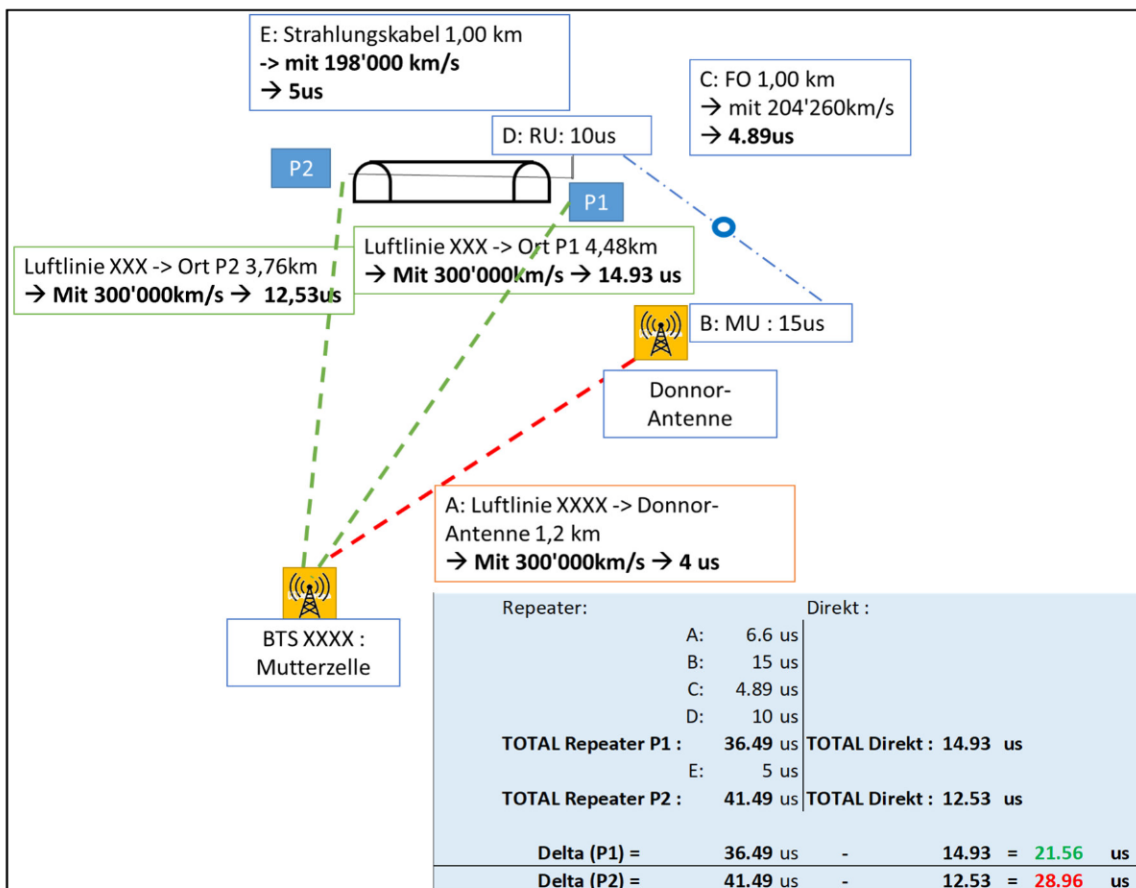 E: Strahlungskabel 1,00 km
-> mit 198'000 km/s
→ 5us
C: FO 1,00 km
→ mit 204'260km/s
→ 4.89us
D: RU: 10us
P2
P1
Luftlinie XXX -> Ort P2 3,76km
→ Mit 300'000km/s → 12,53us
Luftlinie XXX -> Ort P1 4,48km
→ Mit 300'000km/s → 14.93 us
B: MU : 15us
Donnor-
Antenne
A: Luftlinie XXXX -> Donnor-
Antenne 1,2 km
→ Mit 300'000km/s → 4 us
BTS XXXX :
Mutterzelle
Repeater: Direkt :
A: 6.6 us
B: 15 us
C: 4.89 us
D: 10 us
TOTAL Repeater P1 : 36.49 us TOTAL Direkt : 14.93 us
E: 5 us
TOTAL Repeater P2 : 41.49 us TOTAL Direkt : 12.53 us
Delta (P1) = 36.49 us - 14.93 = 21.56 us
Delta (P2) = 41.49 us - 12.53 = 28.96 us